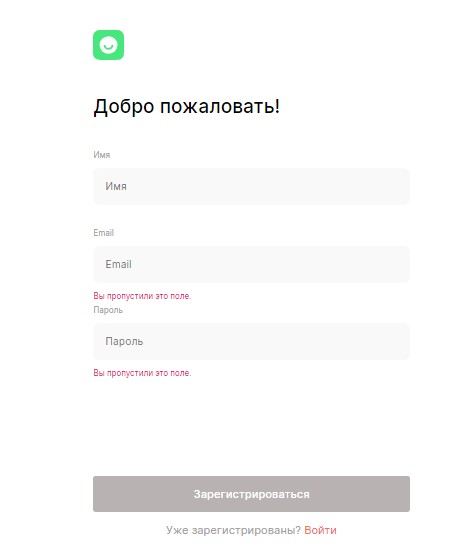 Добро пожаловать!
Имя
Имя
Email
Email
Вы пропустили это поле.
Пароль
Пароль
Вы пропустили это поле.
Зарегистрироваться
Уже зарегистрированы? Войти